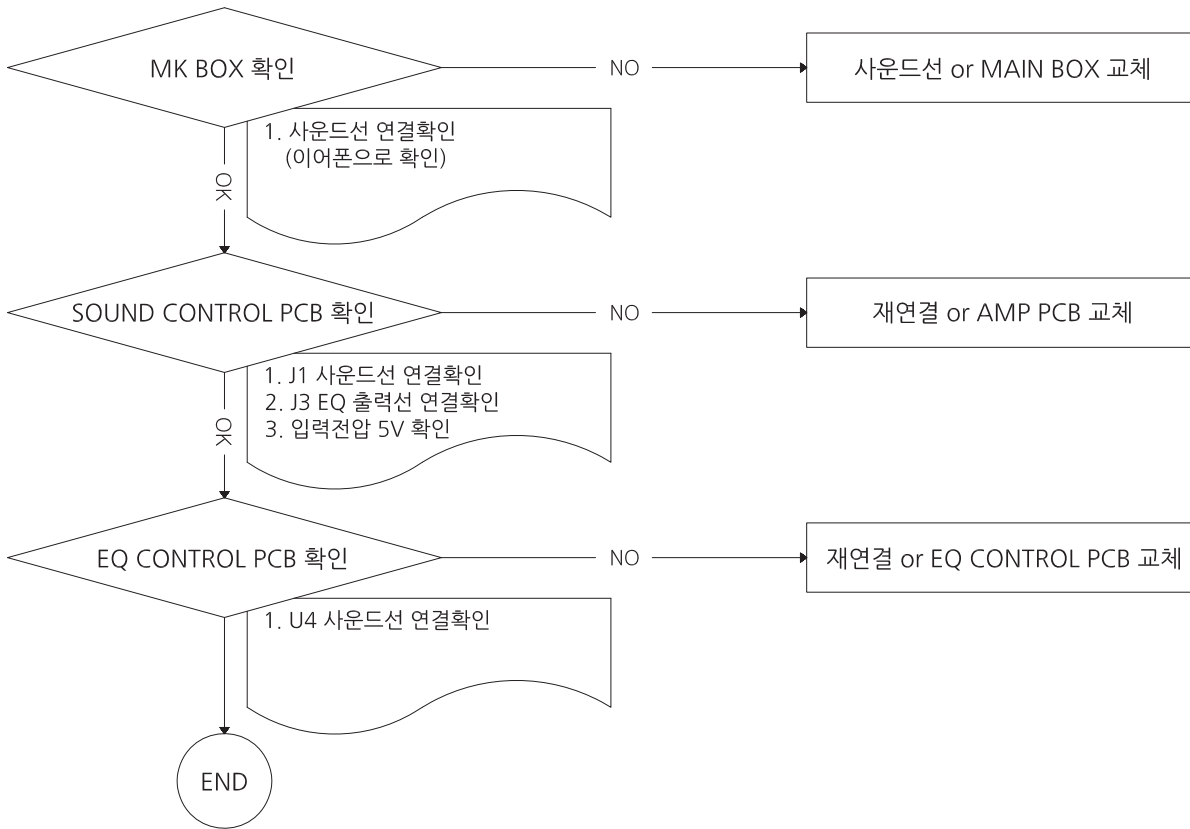 MK BOX 확인
NO
사운드선 or MAIN BOX 교체
1. 사운드선 연결확인
(이어폰으로 확인)
OK
SOUND CONTROL PCB 확인
NO
재연결 or AMP PCB 교체
1. J1 사운드선 연결확인
2. J3 EQ 출력선 연결확인
3. 입력전압 5V 확인
OK
EQ CONTROL PCB 확인
NO
재연결 or EQ CONTROL PCB 교체
1. U4 사운드선 연결확인
END